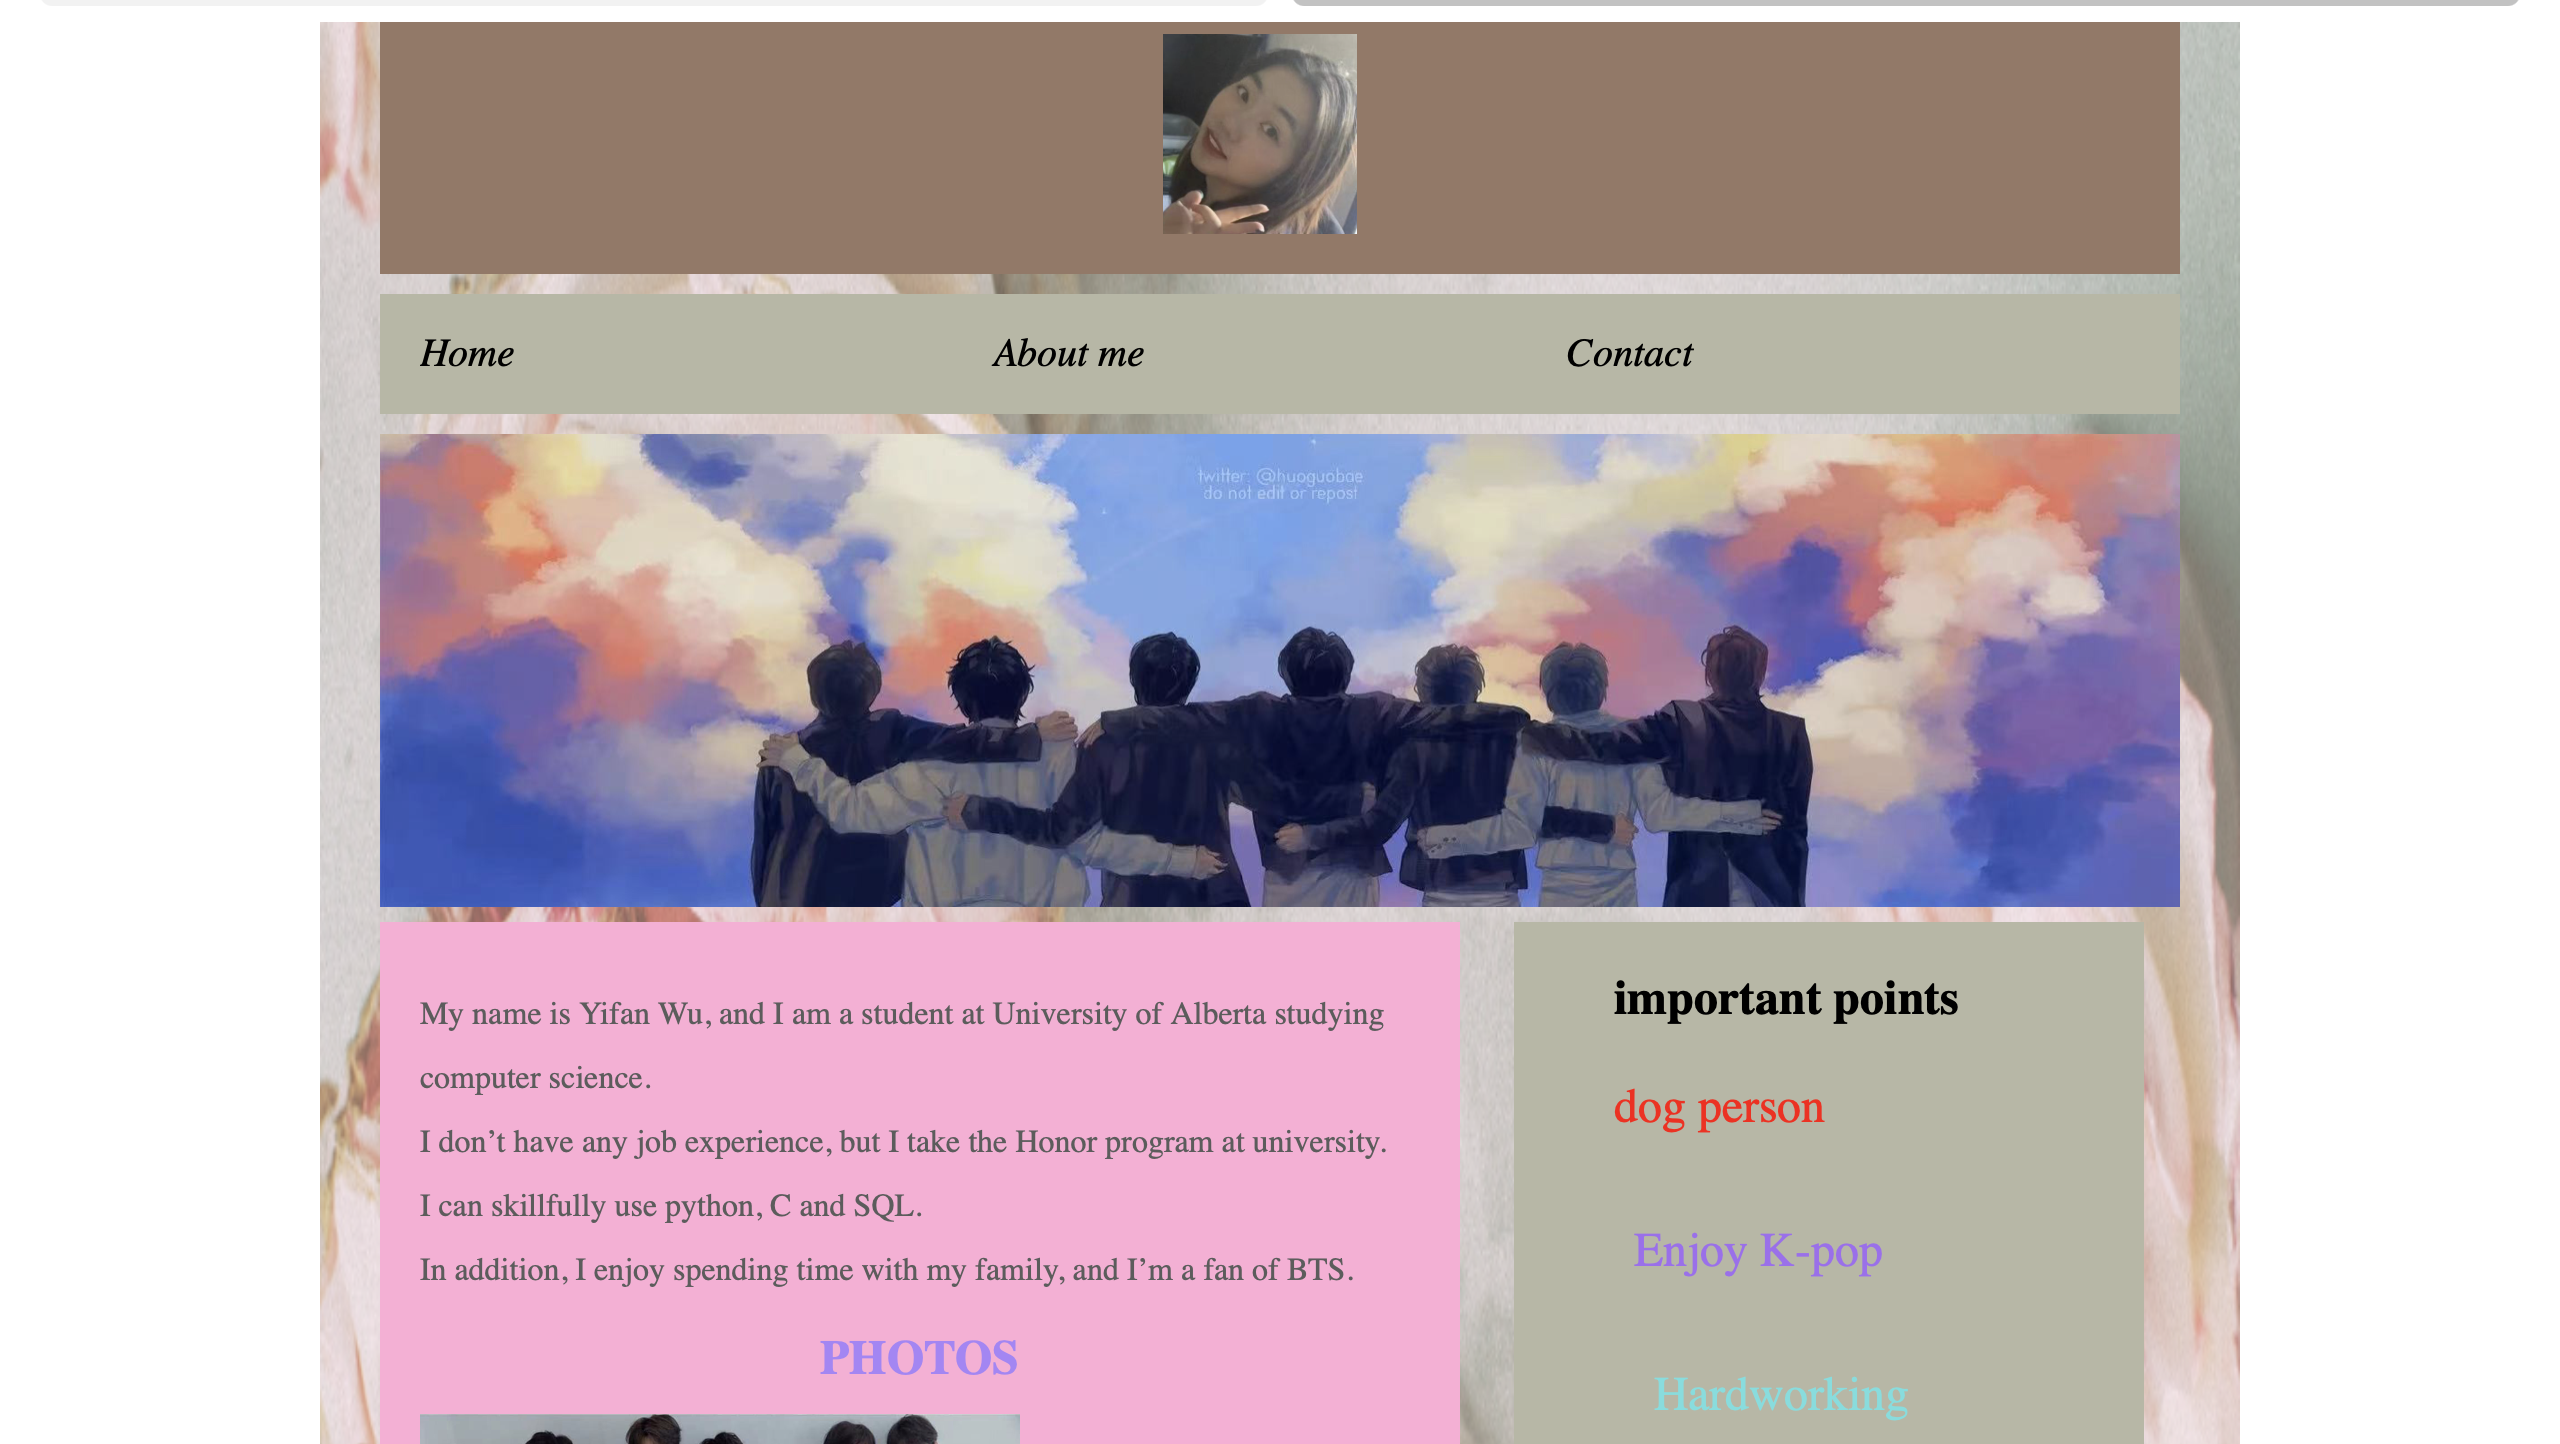 Home
About me
Contact
twitter: @huoguobae
do not edit or repost
My name is Yifan Wu, and I am a student at University of Alberta studying
computer science.
I don’t have any job experience, but I take the Honor program at university.
I can skillfully use python, C and SQL.
In addition, I enjoy spending time with my family, and I’m a fan of BTS.
PHOTOS
important points
dog person
Enjoy K-pop
Hardworking